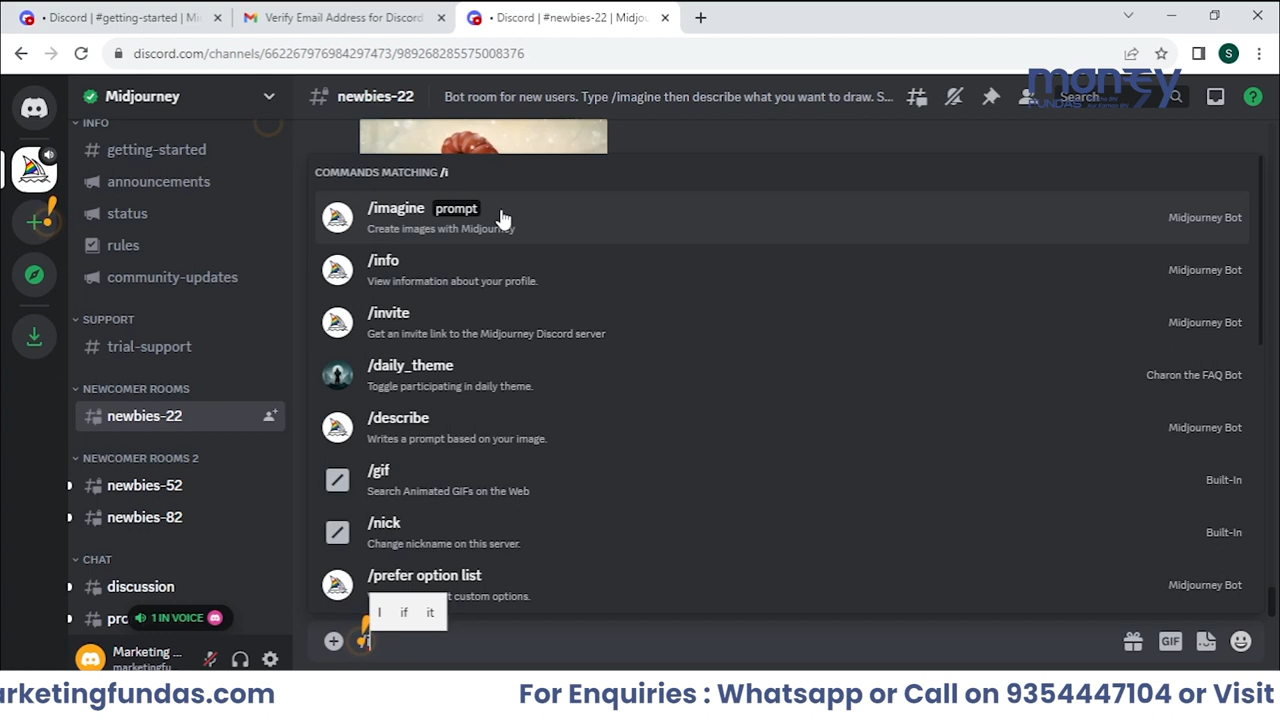 • Discord | #getting-started | Mi
Verify Email Address for Discord
• Discord | #newbies-22 | Midjou
discord.com/channels/662267976984297473/989268285575008376
S
Midjourney
newbies-22
Bot room for new users. Type /imagine then describe what you want to draw. S...
money
FUNDAS
Search
INFO
getting-started
announcements
status
rules
community-updates
SUPPORT
trial-support
NEWCOMER ROOMS
newbies-22
NEWCOMER ROOMS 2
newbies-52
newbies-82
CHAT
discussion
pro
1 IN VOICE
Marketing ...
marketingfu
COMMANDS MATCHING /i
/imagine prompt
Create images with Midjourney
Midjourney Bot
/info
View information about your profile.
Midjourney Bot
/invite
Get an invite link to the Midjourney Discord server
Midjourney Bot
/daily_theme
Toggle participating in daily theme.
Charon the FAQ Bot
/describe
Writes a prompt based on your image.
Midjourney Bot
/gif
Search Animated GIFs on the Web
Built-In
/nick
Change nickname on this server.
Built-In
/prefer option list
custom options.
Midjourney Bot
I if it
/i
GIF
arketingfundas.com
For Enquiries : Whatsapp or Call on 9354447104 or Visit